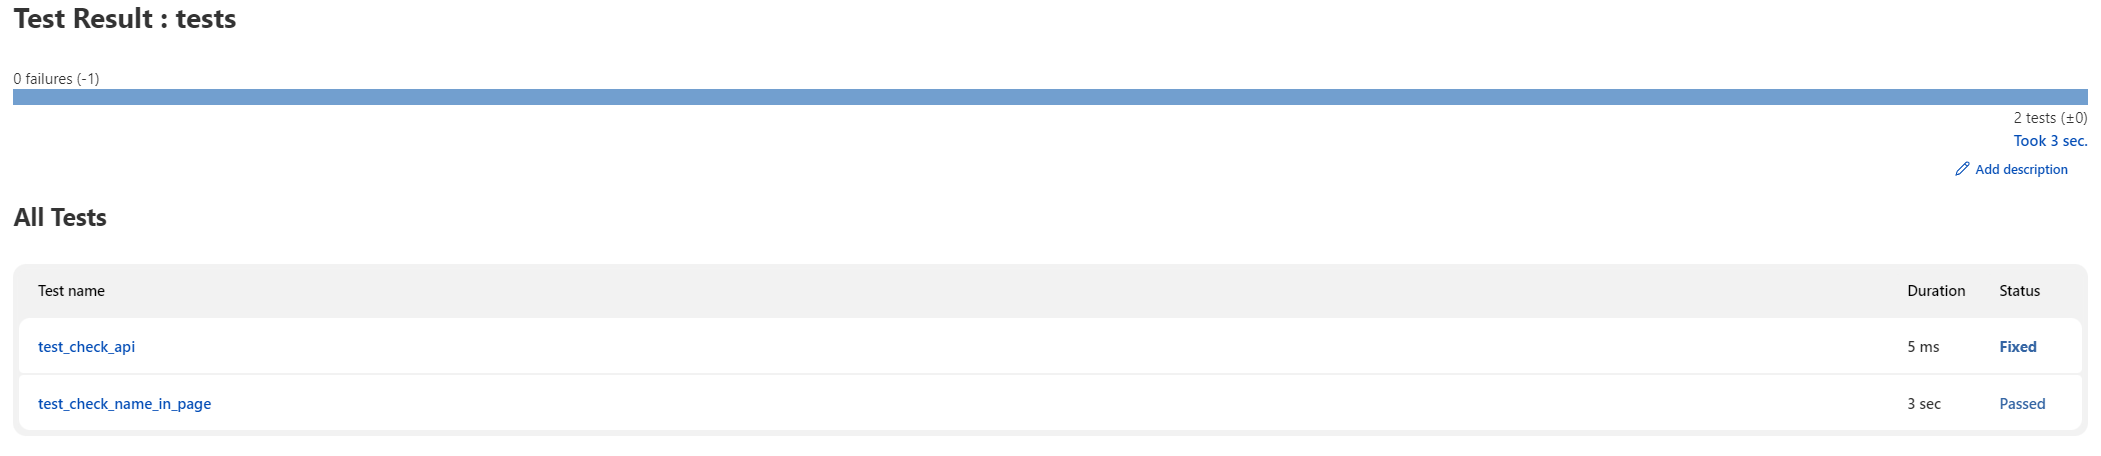 Test Result : tests
0 failures (-1)
2 tests (±0)
Took 3 sec.
Add description
All Tests
Test name Duration Status
test_check_api 5 ms Fixed
test_check_name_in_page 3 sec Passed